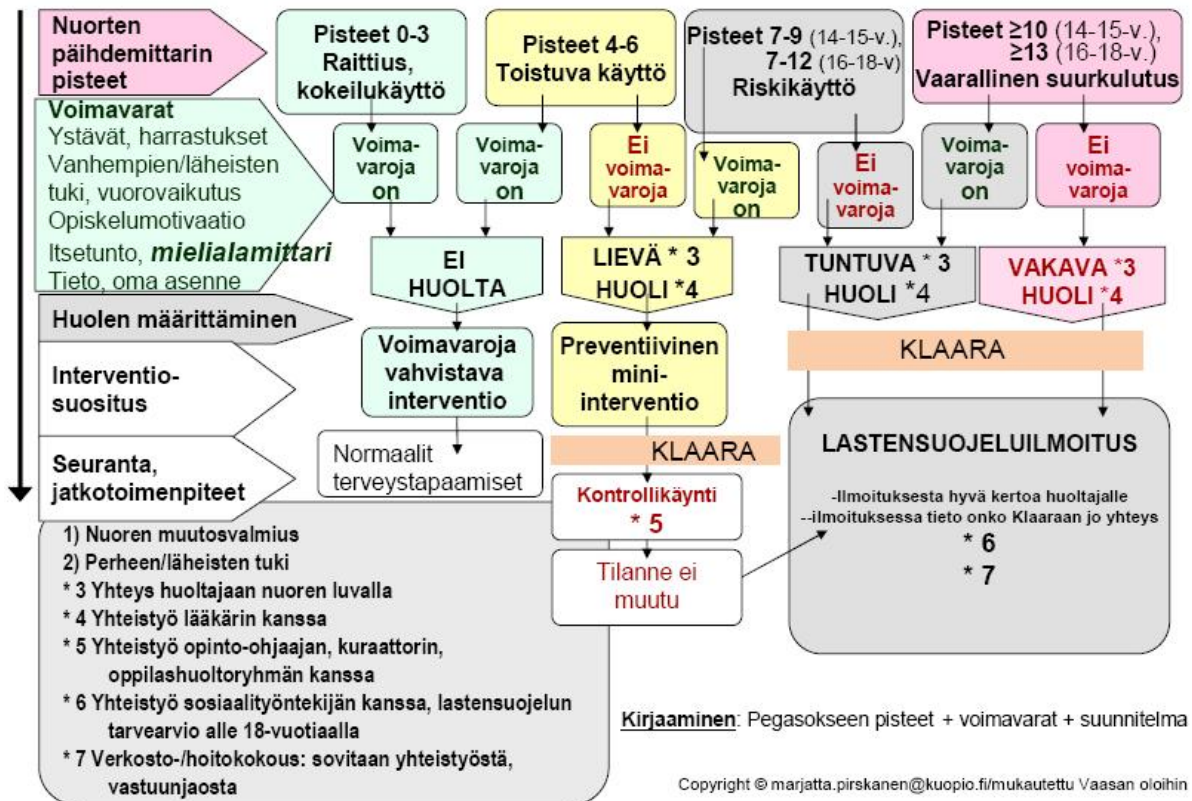 Nuorten
päihdemittarin
pisteet
Pisteet 0-3
Raittius,
kokeilukäyttö
Pisteet 4-6
Toistuva käyttö
Pisteet 7-9 (14-15-v.),
7-12 (16-18-v)
Riskikäyttö
Pisteet ≥10 (14-15-v.),
≥13 (16-18-v.)
Vaarallinen suurkulutus
Voimavarat
Ystävät, harrastukset
Vanhempien/läheisten
tuki, vuorovaikutus
Opiskelumotivaatio
Itsetunto, mielialamittari
Tieto, oma asenne
Voima-
varoja
on
Voima-
varoja
on
Ei
voima-
varoja
Voima-
varoja
on
Ei
voima-
varoja
Voima-
varoja
on
Ei
voima-
varoja
EI
HUOLTA
LIEVÄ * 3
HUOLI *4
TUNTUVA * 3
HUOLI *4
VAKAVA *3
HUOLI *4
Huolen määrittäminen
Interventio-
suositus
Voimavaroja
vahvistava
interventio
Preventiivinen
mini-
interventio
KLAARA
Seuranta,
jatkotoimenpiteet
Normaalit
terveystapaamiset
KLAARA
Kontrollikäynti
* 5
Tilanne ei
muutu
LASTENSUOJELUILMOITUS
-Ilmoituksesta hyvä kertoa huoltajalle
--ilmoituksessa tieto onko Klaaraan jo yhteys
* 6
* 7
1) Nuoren muutosvalmius
2) Perheen/läheisten tuki
* 3 Yhteys huoltajaan nuoren luvalla
* 4 Yhteistyö lääkärin kanssa
* 5 Yhteistyö opinto-ohjaajan, kuraattorin,
oppilashuoltoryhmän kanssa
* 6 Yhteistyö sosiaalityöntekijän kanssa, lastensuojelun
tarvearvio alle 18-vuotiaalla
* 7 Verkosto-/hoitokokous: sovitaan yhteistyöstä,
vastuunjaosta
Kirjaaminen: Pegasokseen pisteet + voimavarat + suunnitelma
Copyright © marjatta.pirskanen@kuopio.fi/mukautettu Vaasan oloihin